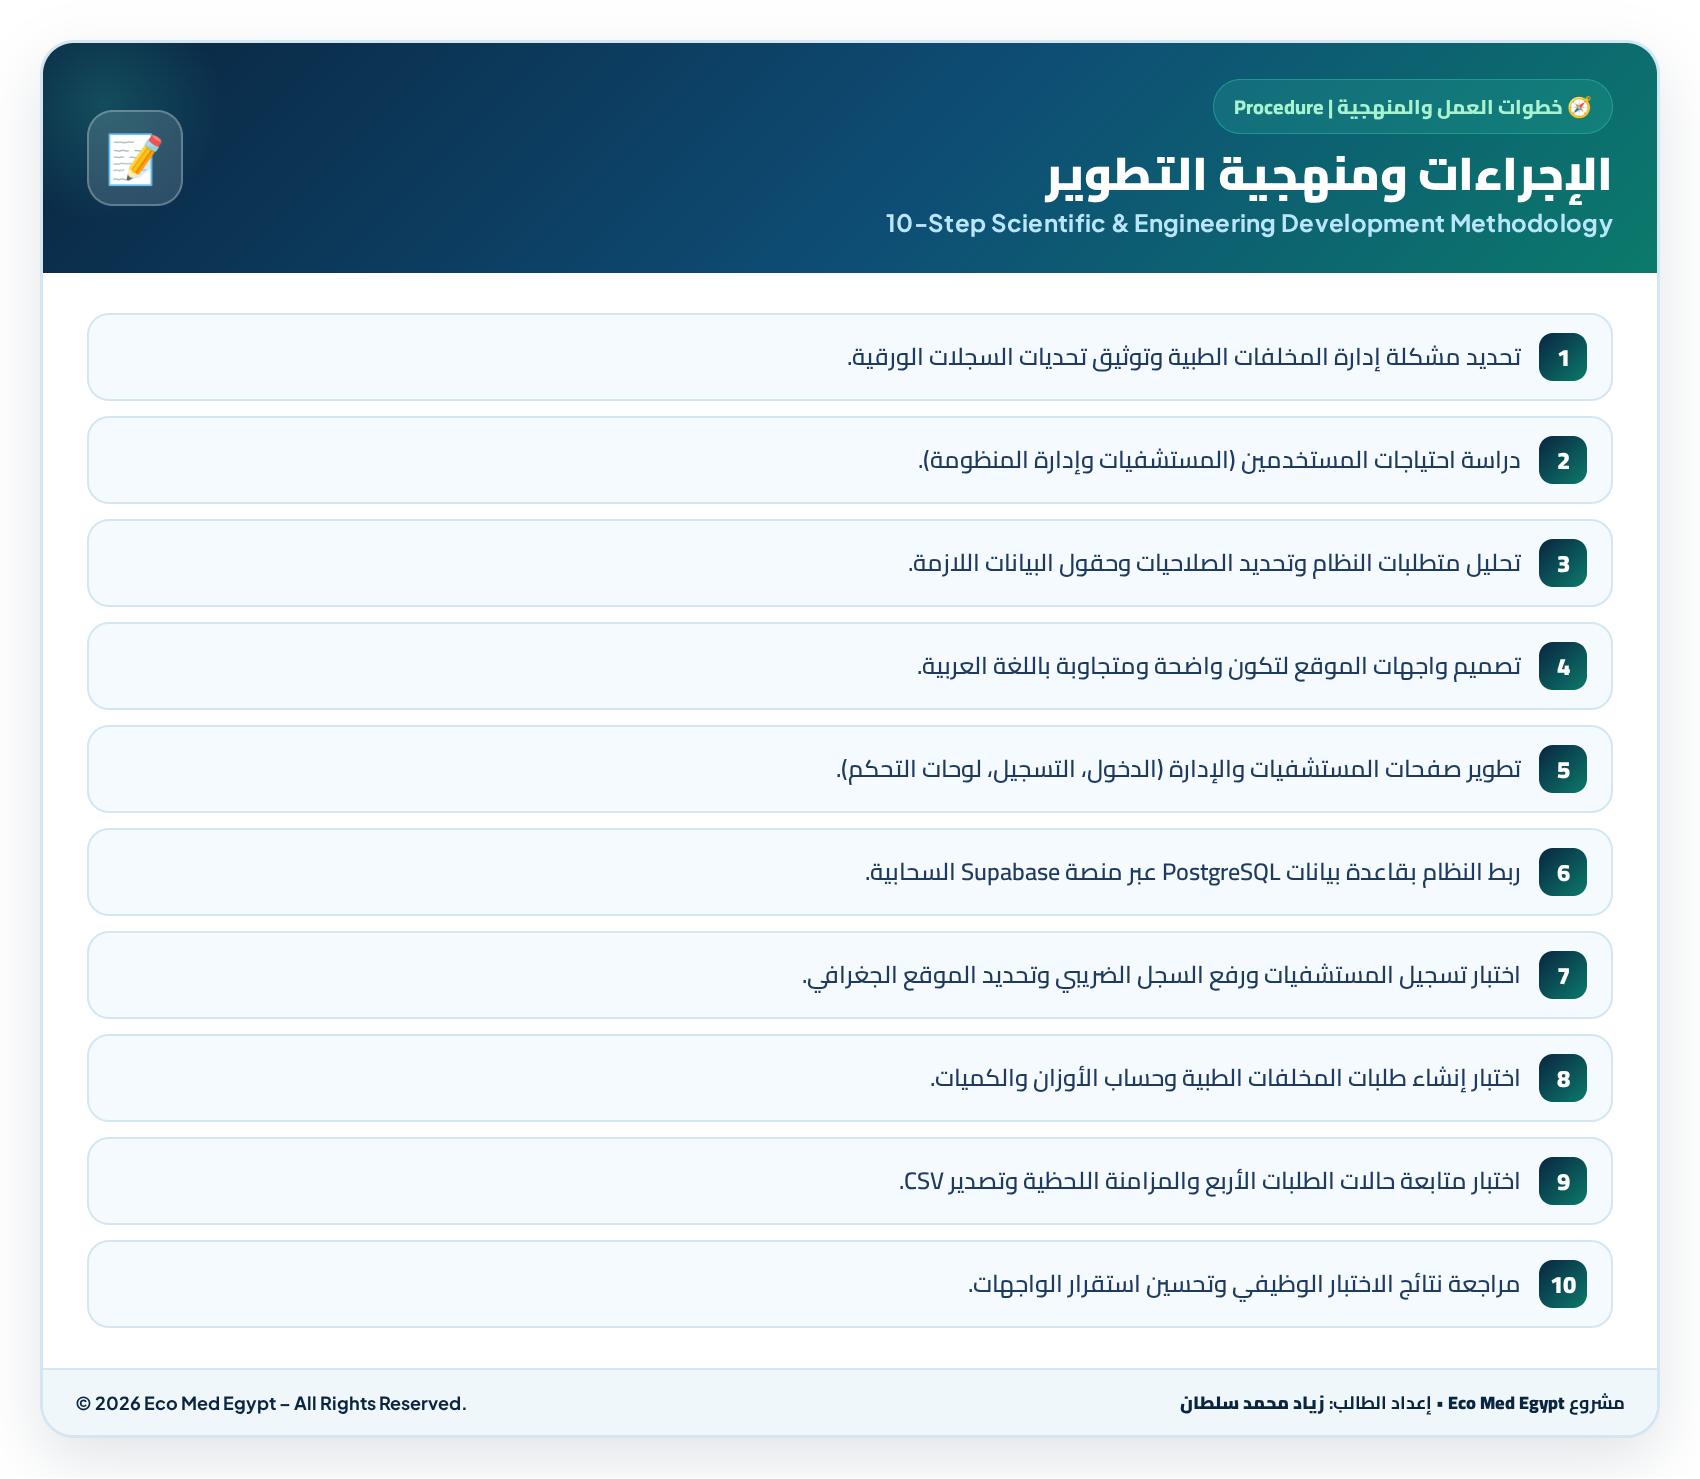 🧭 خطوات العمل والمنهجية | Procedure
الإجراءات ومنهجية التطوير
10-Step Scientific & Engineering Development Methodology
1 تحديد مشكلة إدارة المخلفات الطبية وتوثيق تحديات السجلات الورقية.
2 دراسة احتياجات المستخدمين (المستشفيات وإدارة المنظومة).
3 تحليل متطلبات النظام وتحديد الصلاحيات وحقول البيانات اللازمة.
4 تصميم واجهات الموقع لتكون واضحة ومتجاوبة باللغة العربية.
5 تطوير صفحات المستشفيات والإدارة (الدخول، التسجيل، لوحات التحكم).
6 ربط النظام بقاعدة بيانات PostgreSQL عبر منصة Supabase السحابية.
7 اختبار تسجيل المستشفيات ورفع السجل الضريبي وتحديد الموقع الجغرافي.
8 اختبار إنشاء طلبات المخلفات الطبية وحساب الأوزان والكميات.
9 اختبار متابعة حالات الطلبات الأربع والمزامنة اللحظية وتصدير CSV.
10 مراجعة نتائج الاختبار الوظيفي وتحسين استقرار الواجهات.
مشروع Eco Med Egypt • إعداد الطالب: زياد محمد سلطان
© 2026 Eco Med Egypt – All Rights Reserved.